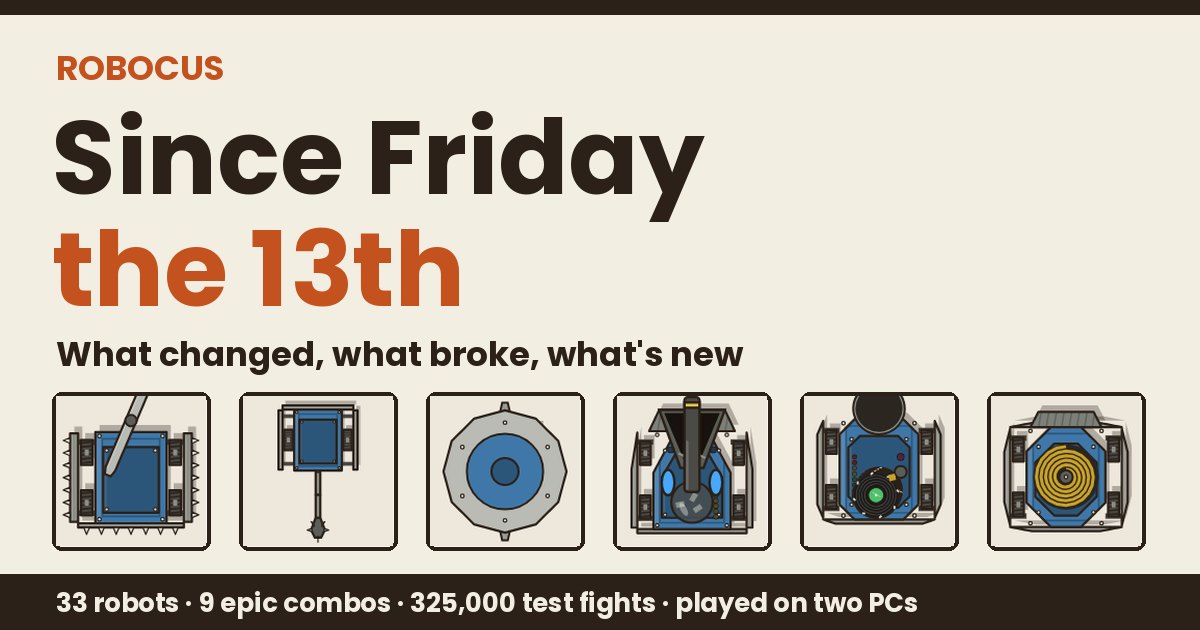 ROBOCUS
Since Friday
the 13th
What changed, what broke, what's new
33 robots · 9 epic combos · 325,000 test fights · played on two PCs